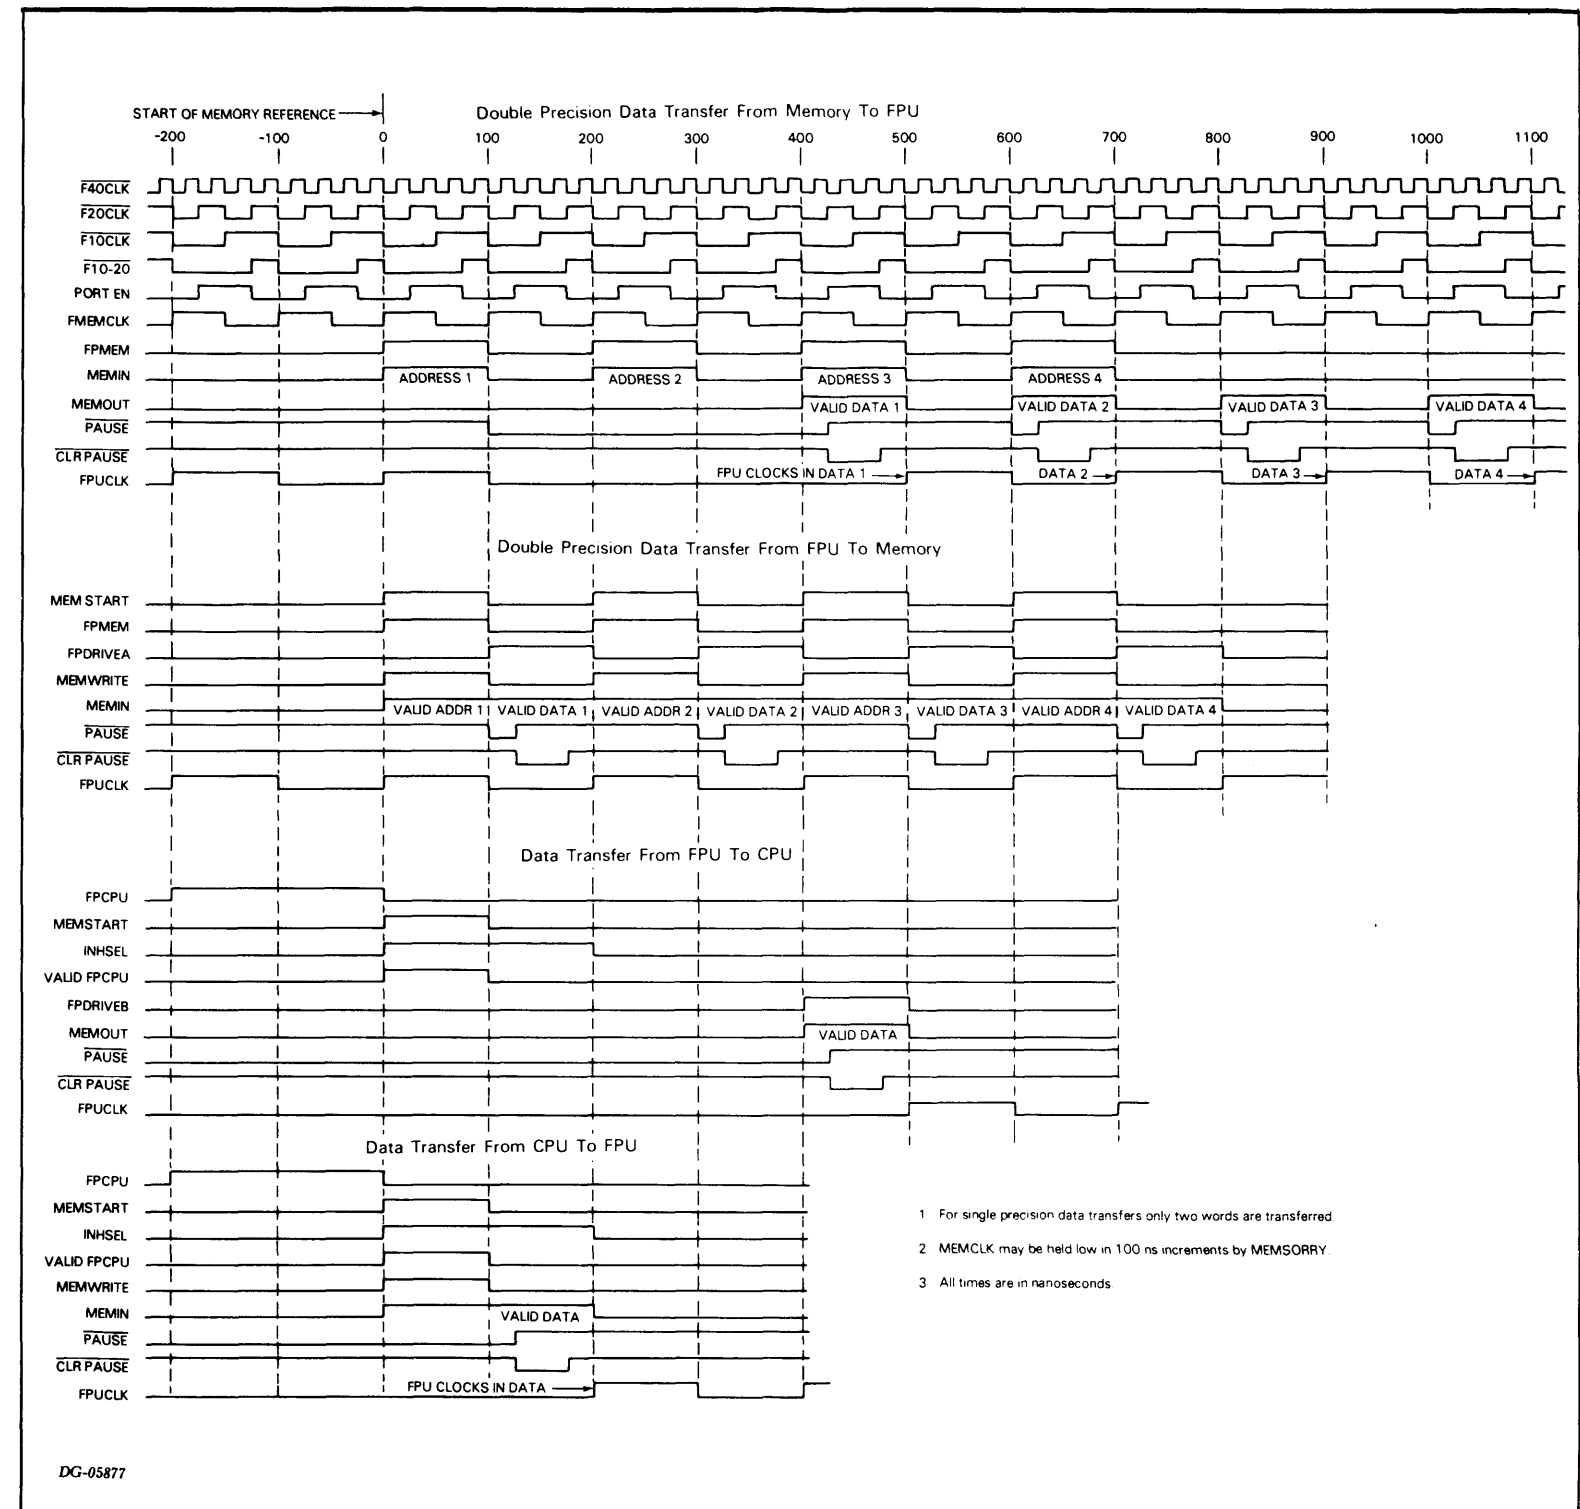 START OF MEMORY REFERENCE
Double Precision Data Transfer From Memory To FPU
-200 -100 0 100 200 300 400 500 600 700 800 900 1000 1100
F40CLK
F20CLK
F10CLK
F10-20
PORT EN
FMEMCLK
FPMEM
MEMIN ADDRESS 1 ADDRESS 2 ADDRESS 3 ADDRESS 4
MEMOUT VALID DATA 1 VALID DATA 2 VALID DATA 3 VALID DATA 4
PAUSE
CLR PAUSE
FPUCLK FPU CLOCKS IN DATA 1 DATA 2 DATA 3 DATA 4
Double Precision Data Transfer From FPU To Memory
MEM START
FPMEM
FPDRIVEA
MEMWRITE
MEMIN VALID ADDR 1 VALID DATA 1 VALID ADDR 2 VALID DATA 2 VALID ADDR 3 VALID DATA 3 VALID ADDR 4 VALID DATA 4
PAUSE
CLR PAUSE
FPUCLK
Data Transfer From FPU To CPU
FPCPU
MEMSTART
INHSEL
VALID FPCPU
FPDRIVEB
MEMOUT VALID DATA
PAUSE
CLR PAUSE
FPUCLK
Data Transfer From CPU To FPU
FPCPU
MEMSTART
INHSEL
VALID FPCPU
MEMWRITE
MEMIN VALID DATA
PAUSE
CLR PAUSE
FPUCLK FPU CLOCKS IN DATA
1 For single precision data transfers only two words are transferred.
2 MEMCLK may be held low in 100 ns increments by MEMSORRY.
3 All times are in nanoseconds.
DG-05877